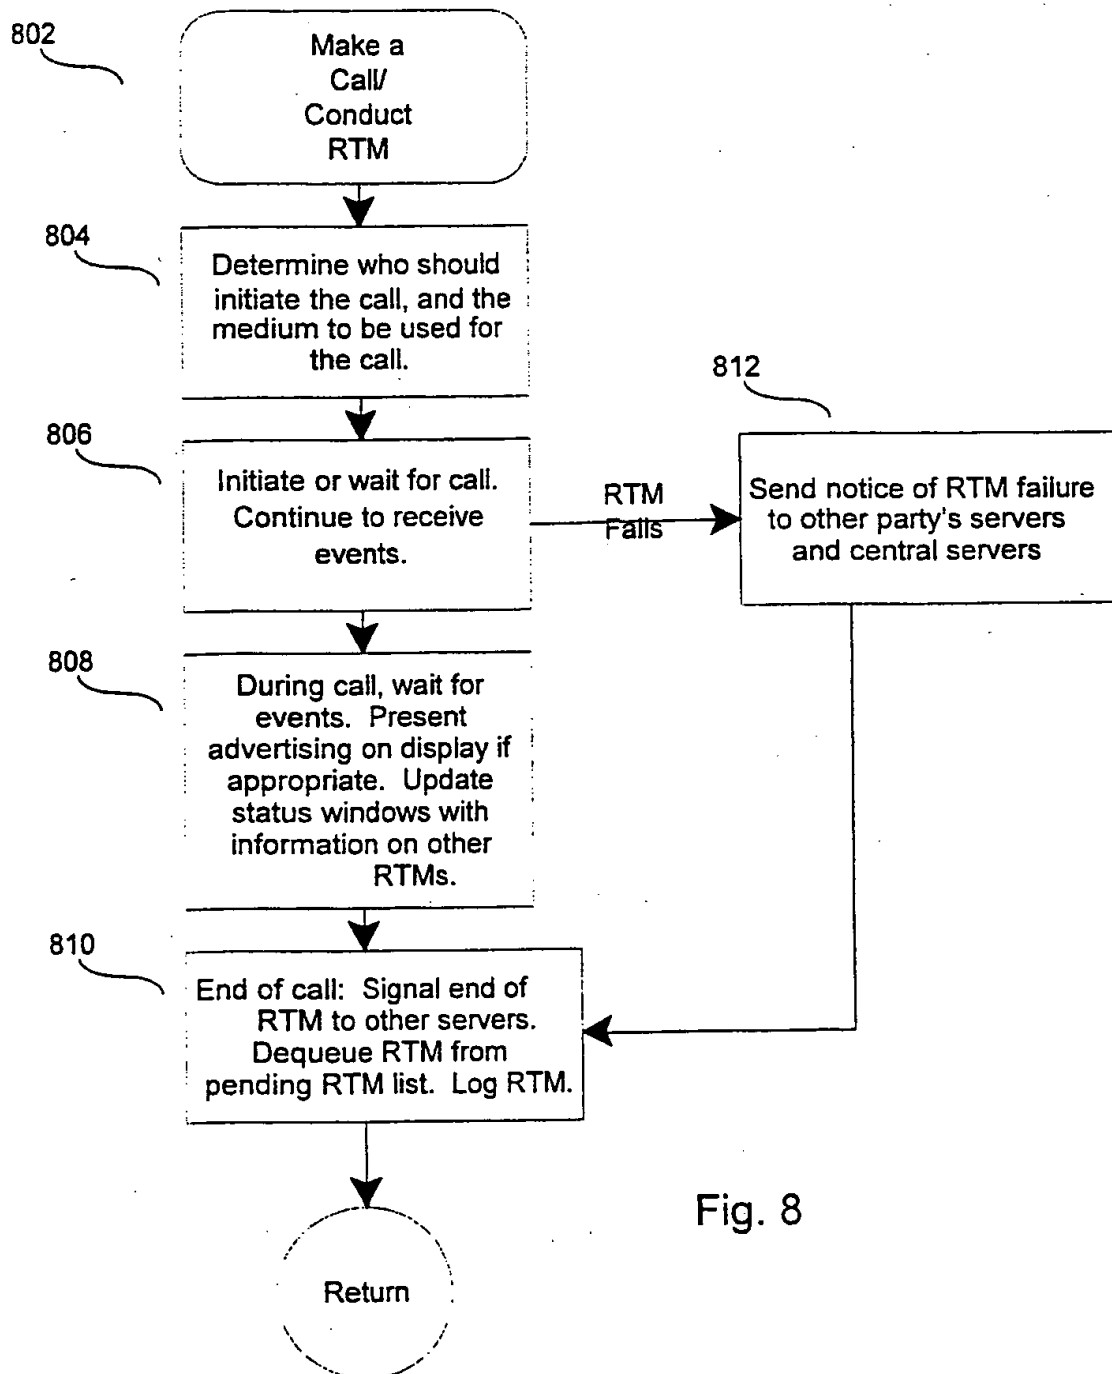 802
Make a
Call/
Conduct
RTM
804
Determine who should
initiate the call, and the
medium to be used for
the call.
806
Initiate or wait for call.
Continue to receive
events.
RTM
Fails
812
Send notice of RTM failure
to other party's servers
and central servers
808
During call, wait for
events. Present
advertising on display if
appropriate. Update
status windows with
information on other
RTMs.
810
End of call: Signal end of
RTM to other servers.
Dequeue RTM from
pending RTM list. Log RTM.
Return
Fig. 8